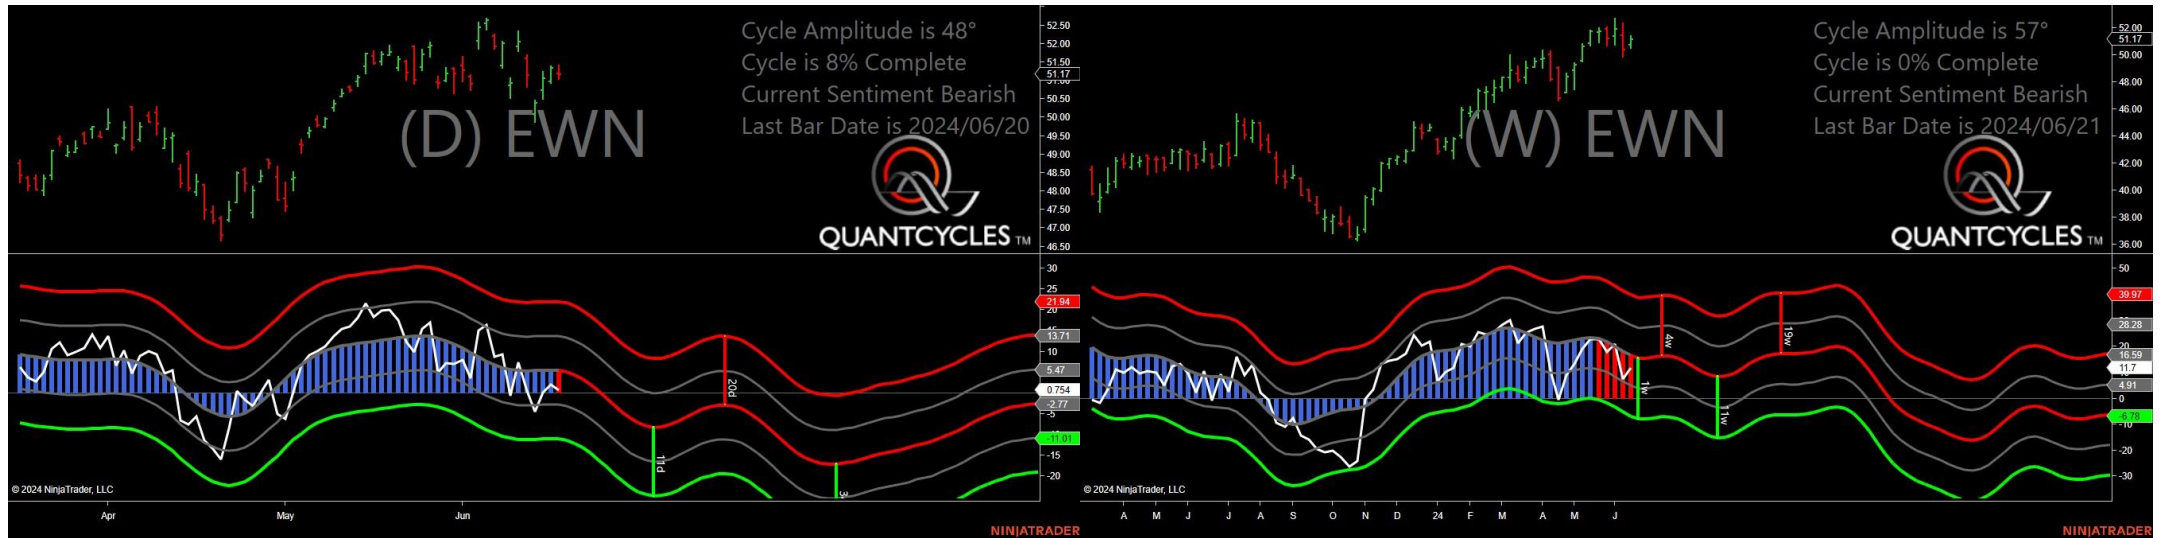 Cycle Amplitude is 48°
Cycle is 8% Complete
Current Sentiment Bearish
Last Bar Date is 2024/06/20
(D) EWN
QUANTCYCLES TM
52.50
52.00
51.50
51.17
51.00
50.50
50.00
49.50
49.00
48.50
48.00
47.50
47.00
46.50
30
25
21.94
20
13.71
10
5.47
0.754
-2.77
-5
-11.01
-15
-20
11d
20d
© 2024 NinjaTrader, LLC
Apr May Jun
NINJATRADER
Cycle Amplitude is 57°
Cycle is 0% Complete
Current Sentiment Bearish
Last Bar Date is 2024/06/21
(W) EWN
QUANTCYCLES TM
52.00
51.17
50.00
48.00
46.00
44.00
42.00
40.00
38.00
36.00
50
39.97
28.28
20
16.59
11.7
4.91
0
-6.78
-10
-20
-30
4w
19w
1w
11w
© 2024 NinjaTrader, LLC
A M J J A S O N D 24 F M A M J
NINJATRADER